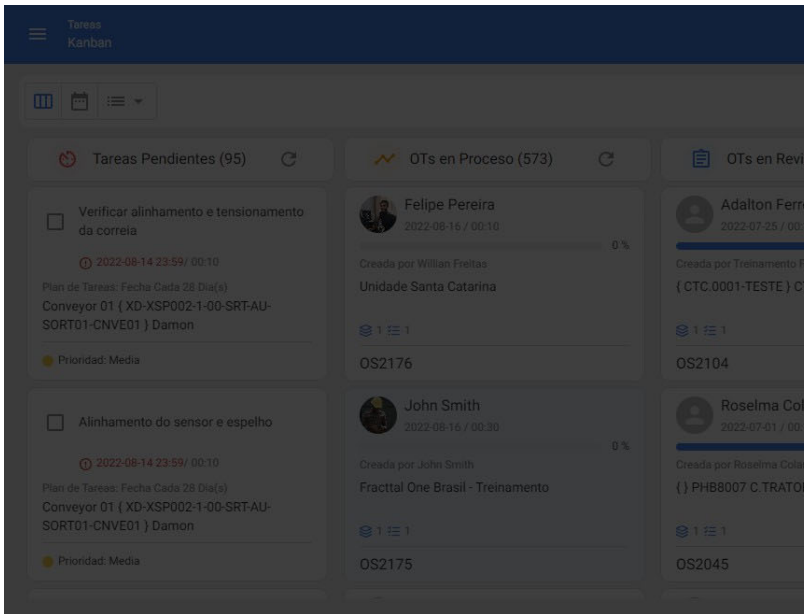 Tareas
Kanban
Tareas Pendientes (95)
Verificar alinhamento e tensionamento
da correia
2022-08-14 23:59/ 00:10
Plan de Tareas: Fecha Cada 28 Dia(s)
Conveyor 01 { XD-XSP002-1-00-SRT-AU-
SORT01-CNVE01 } Damon
Prioridad: Media
Alinhamento do sensor e espelho
2022-08-14 23:59/ 00:10
Plan de Tareas: Fecha Cada 28 Dia(s)
Conveyor 01 { XD-XSP002-1-00-SRT-AU-
SORT01-CNVE01 } Damon
Prioridad: Media
OTs en Proceso (573)
Felipe Pereira
2022-08-16 / 00:10
0 %
Creada por Willian Freitas
Unidade Santa Catarina
1 1
OS2176
John Smith
2022-08-16 / 00:30
0 %
Creada por John Smith
Fracttal One Brasil - Treinamento
1 1
OS2175
OTs en Revi
Adalton Ferr
2022-07-25 / 00:
Creada por Treinamento F
{ CTC.0001-TESTE } C
1 1
OS2104
Roselma Col
2022-07-01 / 00:
Creada por Roselma Colá
{ } PHB8007 C.TRATO
1 1
OS2045